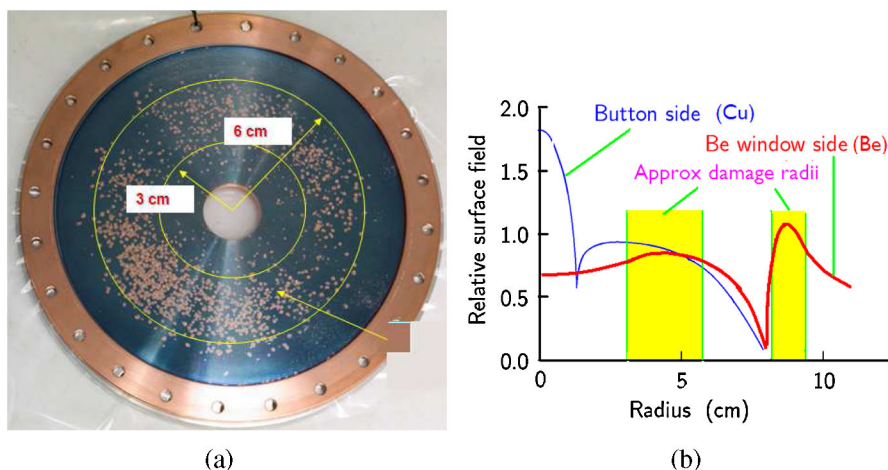 6 cm
3 cm
(a)
2.0
1.5
1.0
0.5
0.0
0
5
10
Relative surface field
Radius (cm)
Button side (Cu)
Be window side (Be)
Approx damage radii
(b)